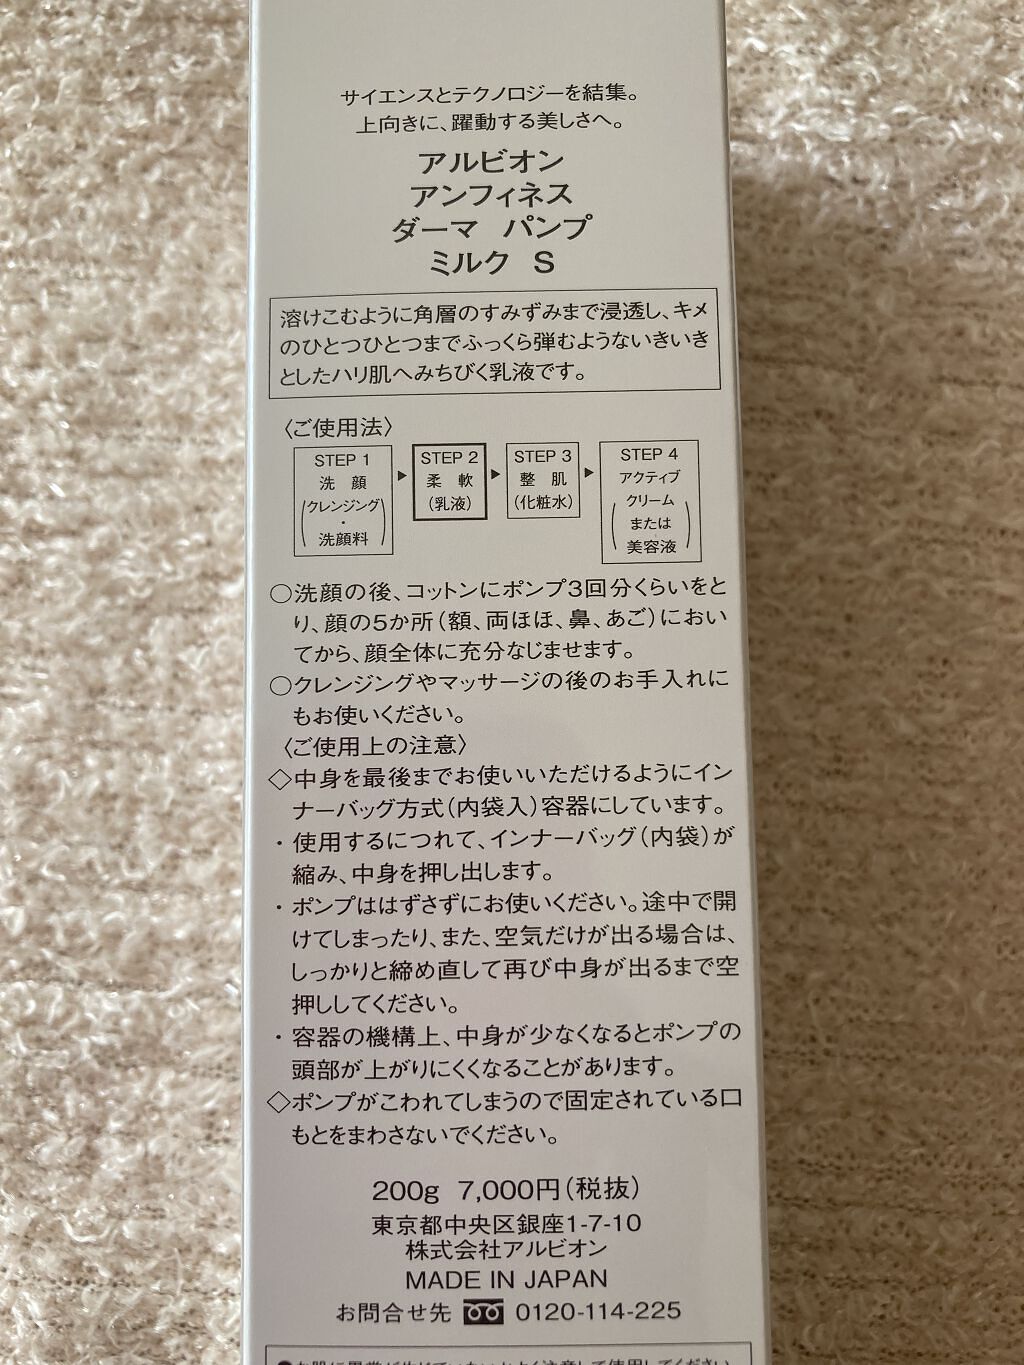 サイエンスとテクノロジーを結集。
上向きに、躍動する美しさへ。
アルビオン
アンフィネス
ダーマ パンプ
ミルク S
溶けこむように角層のすみずみまで浸透し、キメ
のひとつひとつまでふっくら弾むようないきいき
としたハリ肌へみちびく乳液です。
〈ご使用法〉
STEP 1
洗 顔
(クレンジング
・
洗顔料)
STEP 2
柔 軟
(乳液)
STEP 3
整 肌
(化粧水)
STEP 4
アクティブ
(クリーム
または
美容液)
○洗顔の後、コットンにポンプ3回分くらいをと
り、顔の5か所(額、両ほほ、鼻、あご)におい
てから、顔全体に充分なじませます。
○クレンジングやマッサージの後のお手入れに
もお使いください。
〈ご使用上の注意〉
◇中身を最後までお使いいただけるようにイン
ナーバッグ方式(内袋入)容器にしています。
・使用するにつれて、インナーバッグ(内袋)が
縮み、中身を押し出します。
・ポンプははずさずにお使いください。途中で開
けてしまったり、また、空気だけが出る場合は、
しっかりと締め直して再び中身が出るまで空
押ししてください。
・容器の機構上、中身が少なくなるとポンプの
頭部が上がりにくくなることがあります。
◇ポンプがこわれてしまうので固定されている口
もとをまわさないでください。
200g 7,000円(税抜)
東京都中央区銀座1-7-10
株式会社アルビオン
MADE IN JAPAN
お問合せ先 0120-114-225